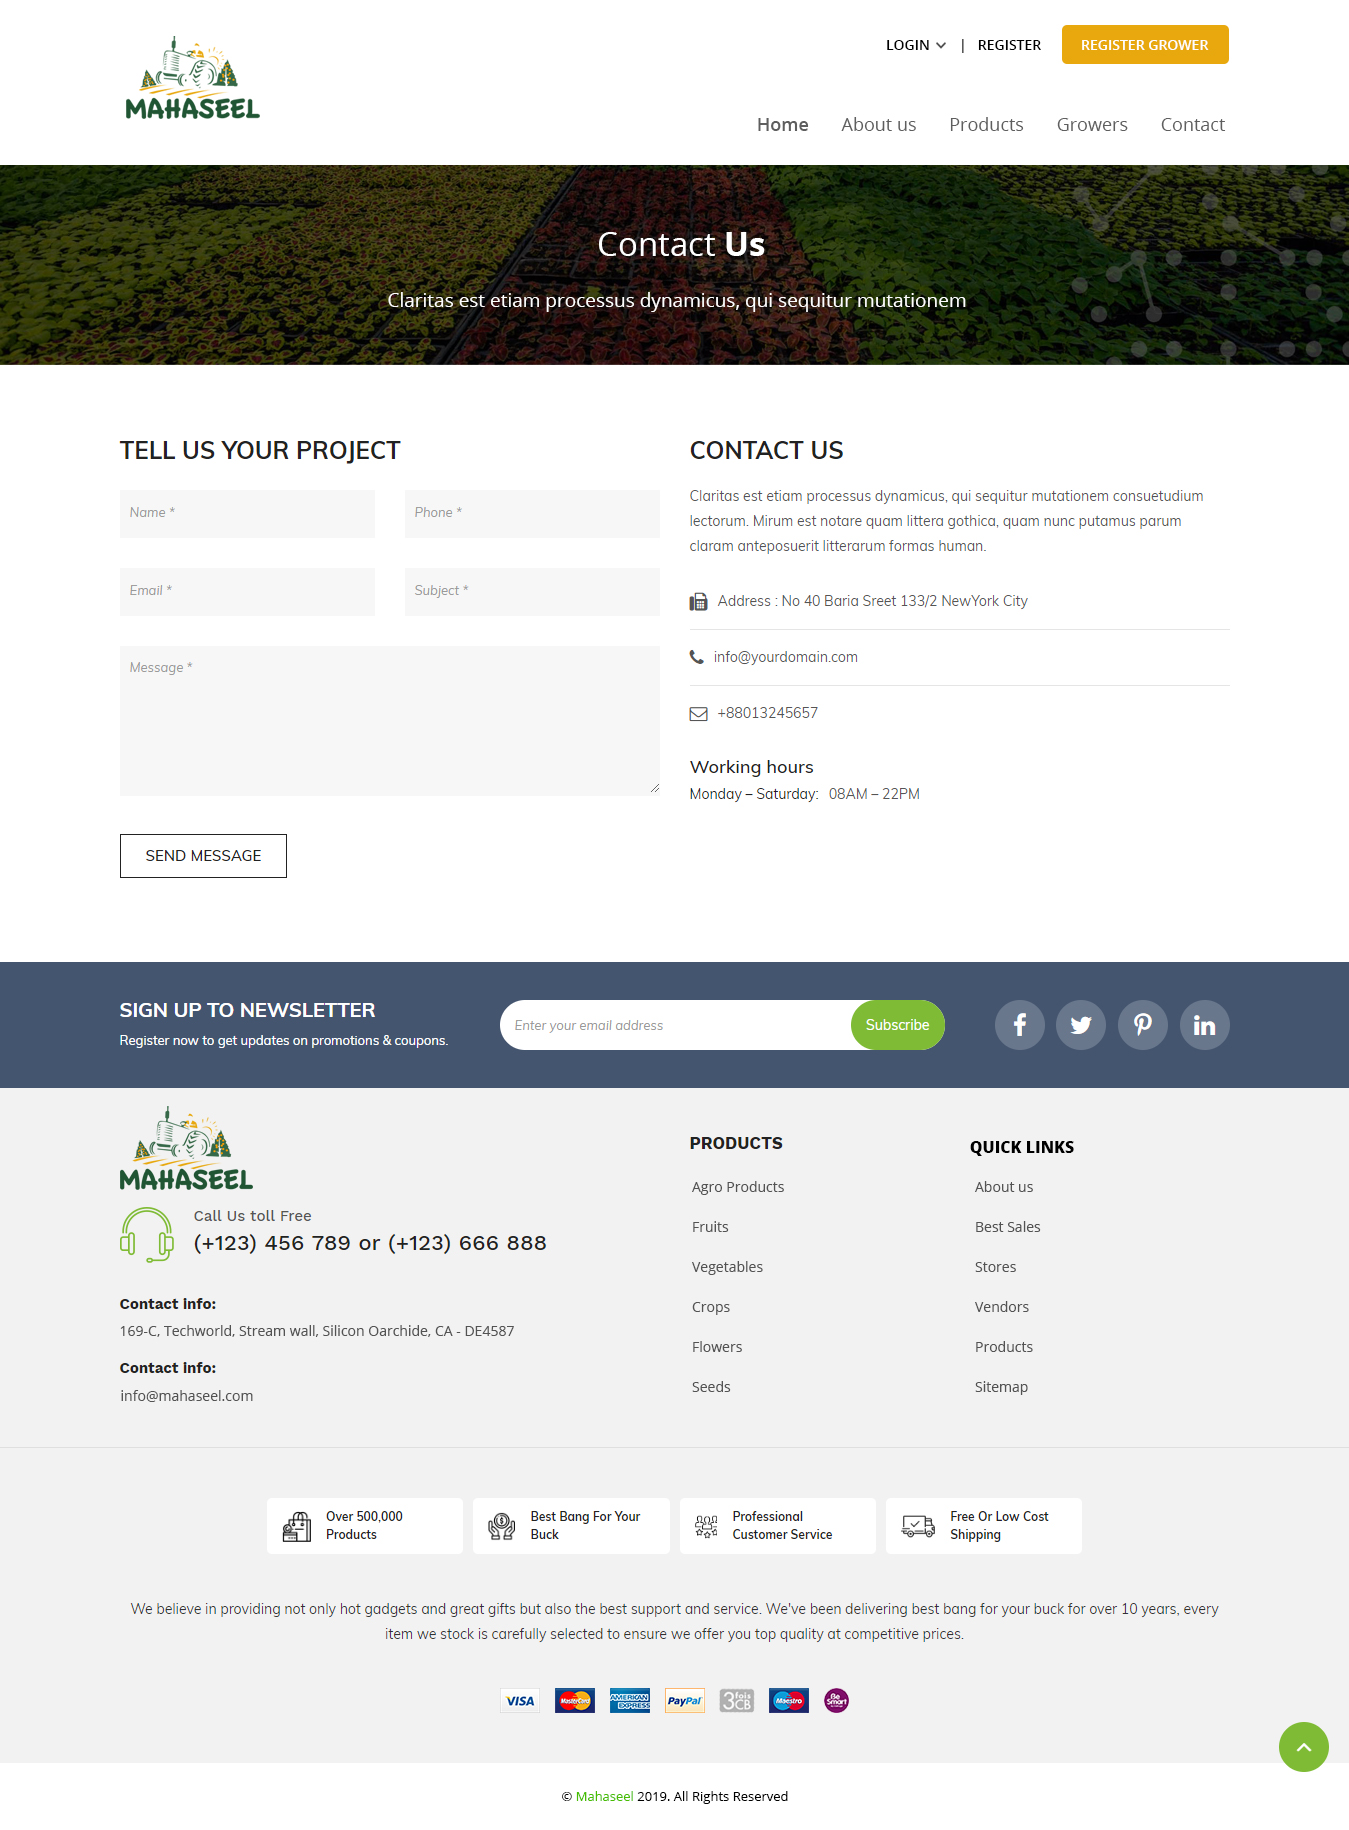 LOGIN | REGISTER REGISTER GROWER
MAHASEEL
Home About us Products Growers Contact
Contact Us
Claritas est etiam processus dynamicus, qui sequitur mutationem
TELL US YOUR PROJECT
Name * Phone *
Email * Subject *
Message *
SEND MESSAGE
CONTACT US
Claritas est etiam processus dynamicus, qui sequitur mutationem consuetudium
lectorum. Mirum est notare quam littera gothica, quam nunc putamus parum
claram anteposuerit litterarum formas human.
Address : No 40 Baria Sreet 133/2 NewYork City
info@yourdomain.com
+88013245657
Working hours
Monday – Saturday: 08AM – 22PM
SIGN UP TO NEWSLETTER
Register now to get updates on promotions & coupons.
Enter your email address Subscribe
MAHASEEL
Call Us toll Free
(+123) 456 789 or (+123) 666 888
Contact info:
169-C, Techworld, Stream wall, Silicon Oarchide, CA - DE4587
Contact info:
info@mahaseel.com
PRODUCTS
Agro Products
Fruits
Vegetables
Crops
Flowers
Seeds
QUICK LINKS
About us
Best Sales
Stores
Vendors
Products
Sitemap
Over 500,000
Products
Best Bang For Your
Buck
Professional
Customer Service
Free Or Low Cost
Shipping
We believe in providing not only hot gadgets and great gifts but also the best support and service. We've been delivering best bang for your buck for over 10 years, every
item we stock is carefully selected to ensure we offer you top quality at competitive prices.
VISA MasterCard AMERICAN EXPRESS PayPal 3 fois CB Maestro Be Smart
© Mahaseel 2019. All Rights Reserved